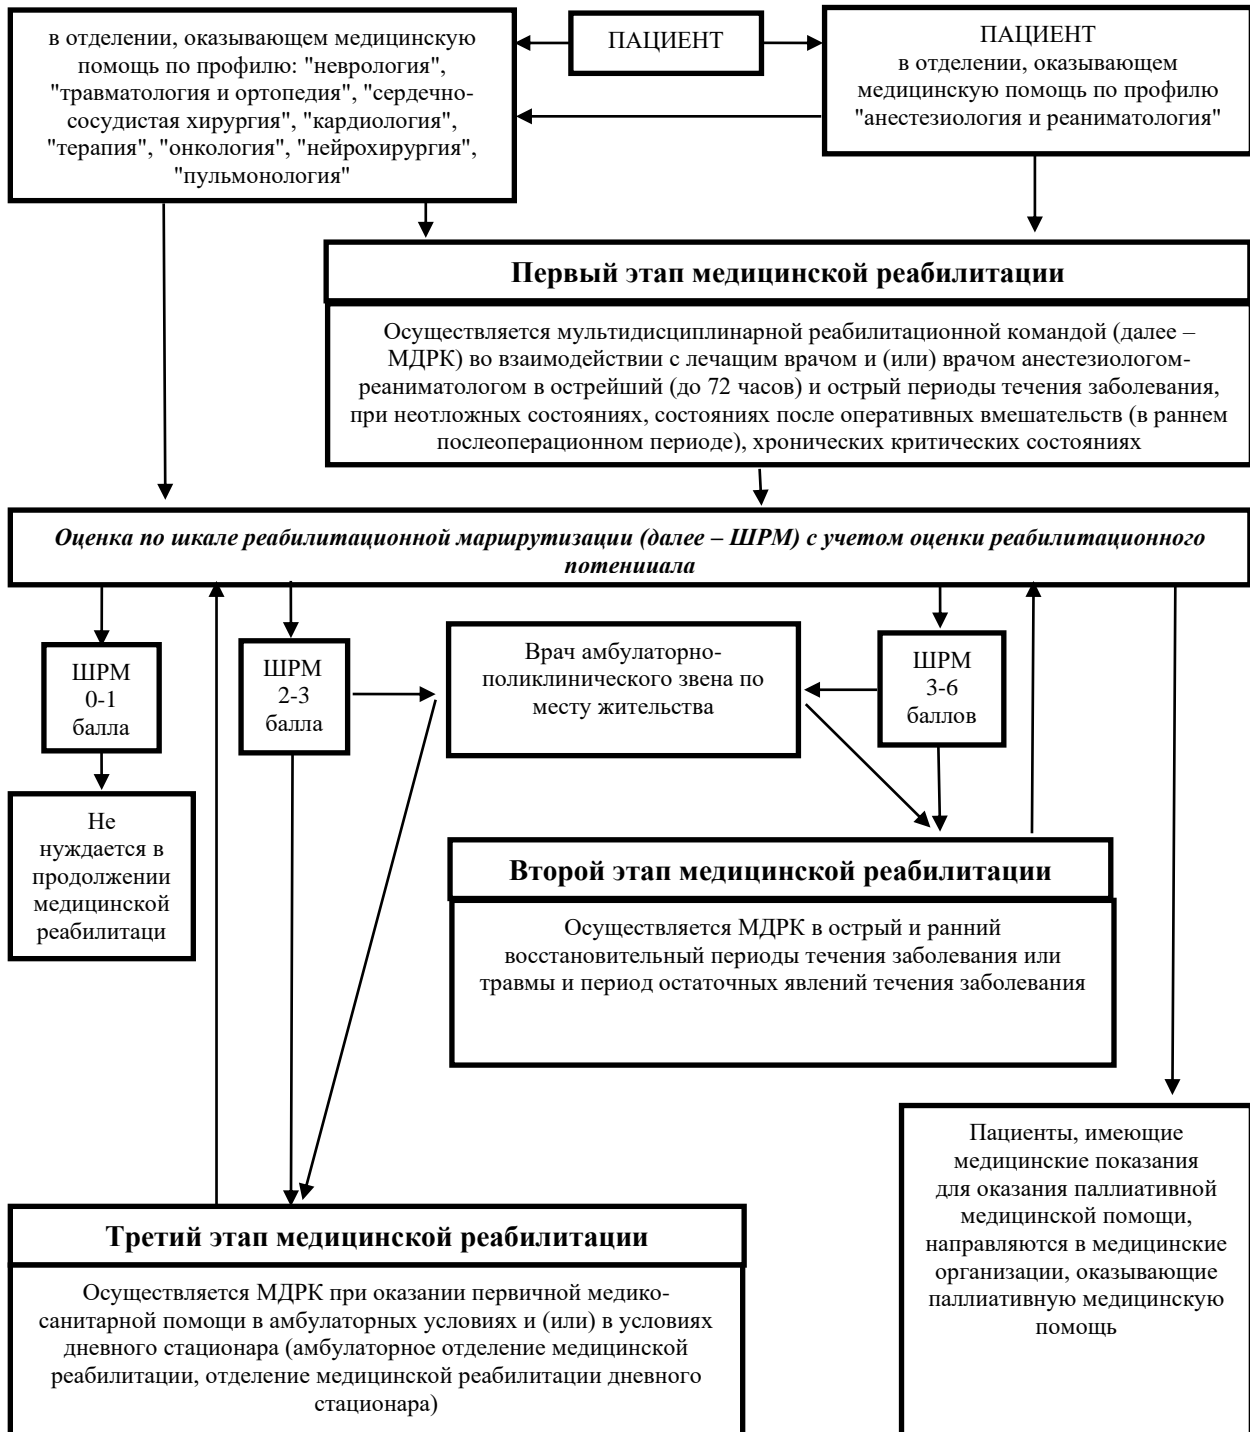 в отделении, оказывающем медицинскую
помощь по профилю: "неврология",
"травматология и ортопедия", "сердечно-
сосудистая хирургия", "кардиология",
"терапия", "онкология", "нейрохирургия",
"пульмонология"
ПАЦИЕНТ
ПАЦИЕНТ
в отделении, оказывающем
медицинскую помощь по профилю
"анестезиология и реаниматология"
Первый этап медицинской реабилитации
Осуществляется мультидисциплинарной реабилитационной командой (далее –
МДРК) во взаимодействии с лечащим врачом и (или) врачом анестезиологом-
реаниматологом в острейший (до 72 часов) и острый периоды течения заболевания,
при неотложных состояниях, состояниях после оперативных вмешательств (в раннем
послеоперационном периоде), хронических критических состояниях
Оценка по шкале реабилитационной маршрутизации (далее – ШРМ) с учетом оценки реабилитационного
потенциала
ШРМ
0-1
балла
ШРМ
2-3
балла
Врач амбулаторно-
поликлинического звена по
месту жительства
ШРМ
3-6
баллов
Не
нуждается в
продолжении
медицинской
реабилитаци
Второй этап медицинской реабилитации
Осуществляется МДРК в острый и ранний
восстановительный периоды течения заболевания или
травмы и период остаточных явлений течения заболевания
Пациенты, имеющие
медицинские показания
для оказания паллиативной
медицинской помощи,
направляются в медицинские
организации, оказывающие
паллиативную медицинскую
помощь
Третий этап медицинской реабилитации
Осуществляется МДРК при оказании первичной медико-
санитарной помощи в амбулаторных условиях и (или) в условиях
дневного стационара (амбулаторное отделение медицинской
реабилитации, отделение медицинской реабилитации дневного
стационара)